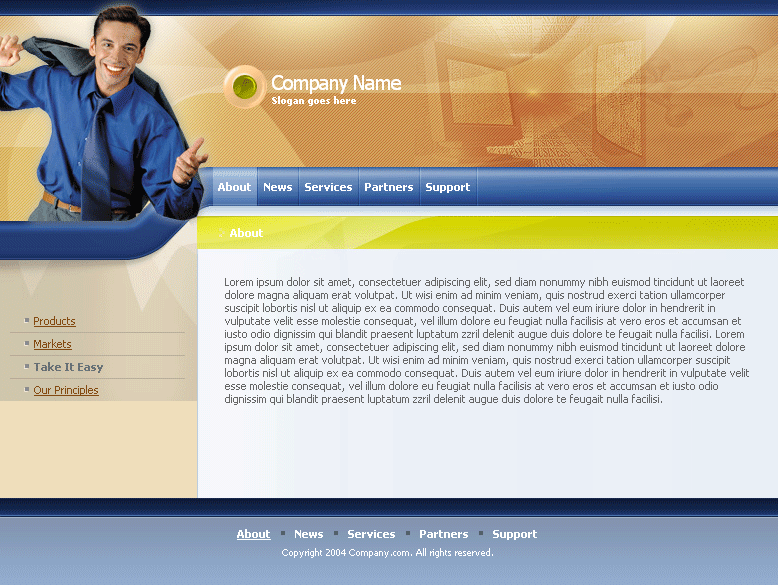 Company Name
Slogan goes here
About News Services Partners Support
About
Products
Markets
Take It Easy
Our Principles
Lorem ipsum dolor sit amet, consectetuer adipiscing elit, sed diam nonummy nibh euismod tincidunt ut laoreet
dolore magna aliquam erat volutpat. Ut wisi enim ad minim veniam, quis nostrud exerci tation ullamcorper
suscipit lobortis nisl ut aliquip ex ea commodo consequat. Duis autem vel eum iriure dolor in hendrerit in
vulputate velit esse molestie consequat, vel illum dolore eu feugiat nulla facilisis at vero eros et accumsan et
iusto odio dignissim qui blandit praesent luptatum zzril delenit augue duis dolore te feugait nulla facilisi. Lorem
ipsum dolor sit amet, consectetuer adipiscing elit, sed diam nonummy nibh euismod tincidunt ut laoreet dolore
magna aliquam erat volutpat. Ut wisi enim ad minim veniam, quis nostrud exerci tation ullamcorper suscipit
lobortis nisl ut aliquip ex ea commodo consequat. Duis autem vel eum iriure dolor in hendrerit in vulputate velit
esse molestie consequat, vel illum dolore eu feugiat nulla facilisis at vero eros et accumsan et iusto odio
dignissim qui blandit praesent luptatum zzril delenit augue duis dolore te feugait nulla facilisi.
About News Services Partners Support
Copyright 2004 Company.com. All rights reserved.